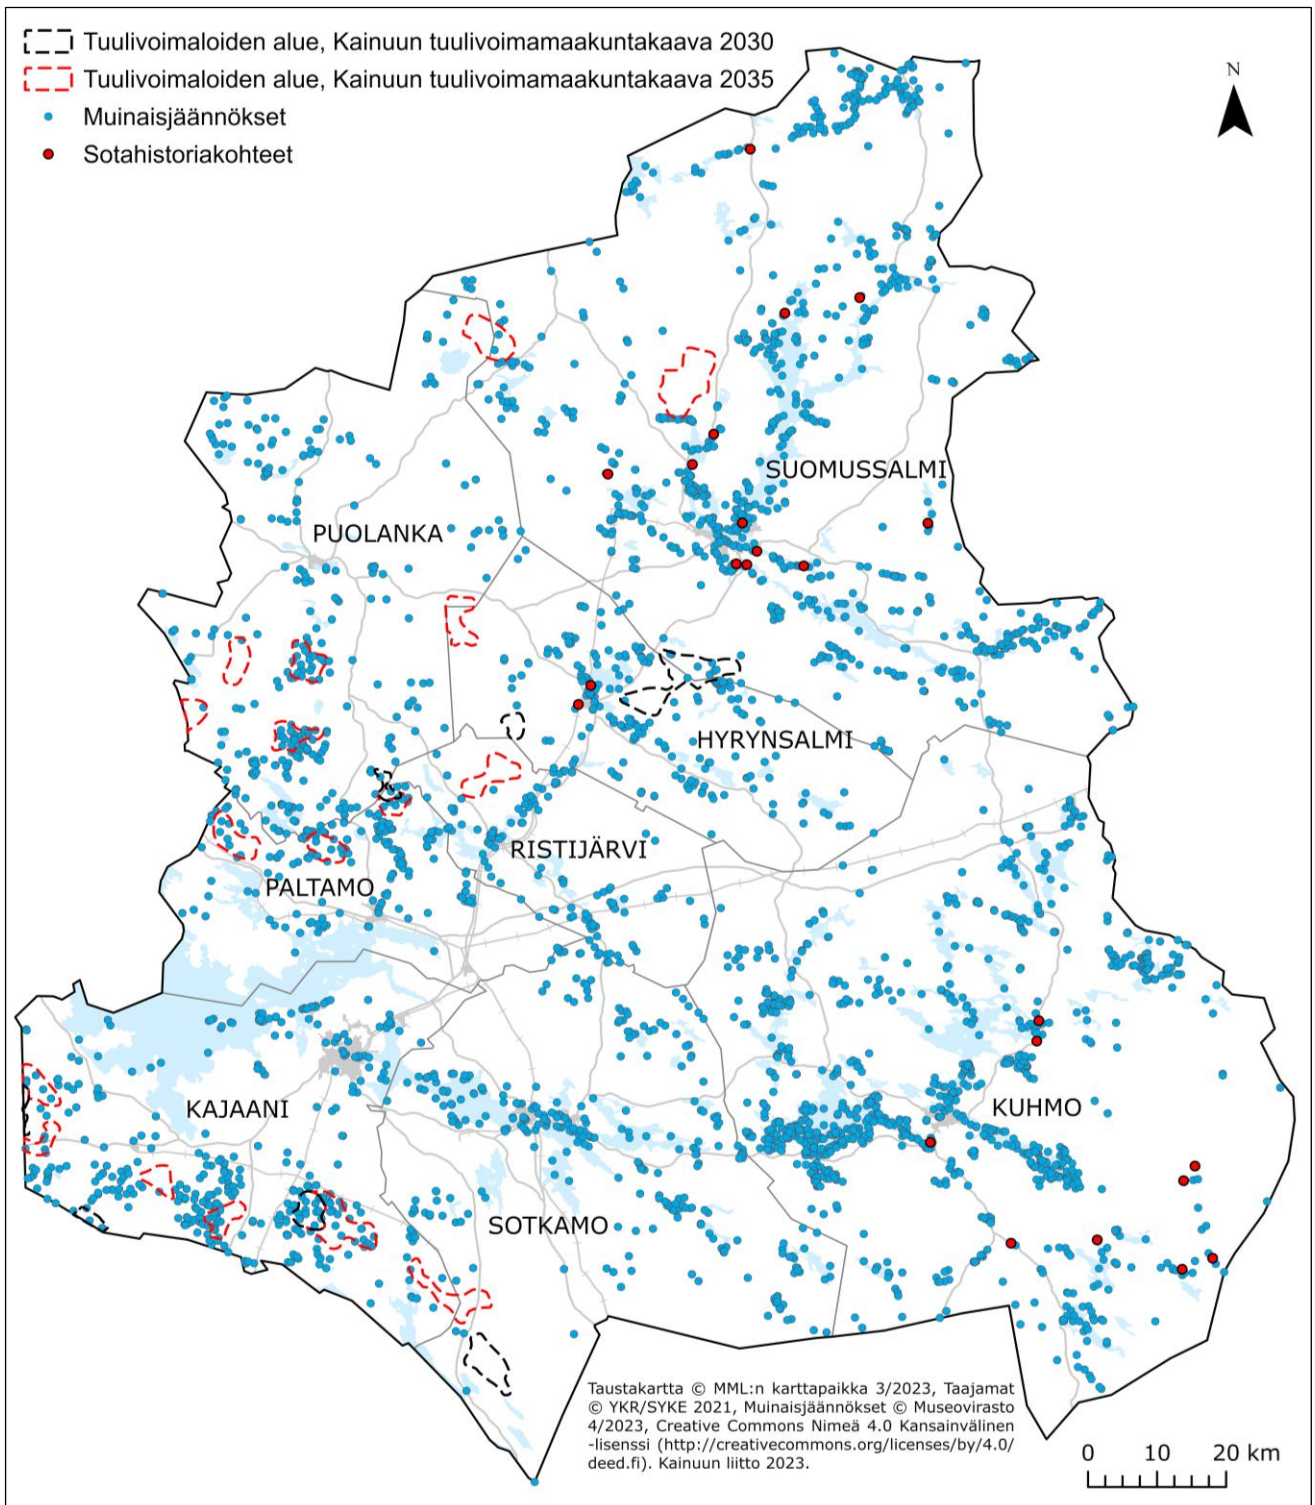 Tuulivoimaloiden alue, Kainuun tuulivoimamaakuntakaava 2030
Tuulivoimaloiden alue, Kainuun tuulivoimamaakuntakaava 2035
Muinaisjäännökset
Sotahistoriakohteet
N
SUOMUSSALMI
PUOLANKA
HYRYNSALMI
RISTIJÄRVI
PALTAMO
KAJAANI
KUHMO
SOTKAMO
Taustakartta © MML:n karttapaikka 3/2023, Taajamat
© YKR/SYKE 2021, Muinaisjäännökset © Museovirasto
4/2023, Creative Commons Nimeä 4.0 Kansainvälinen
-lisenssi (http://creativecommons.org/licenses/by/4.0/
deed.fi). Kainuun liitto 2023.
0 10 20 km